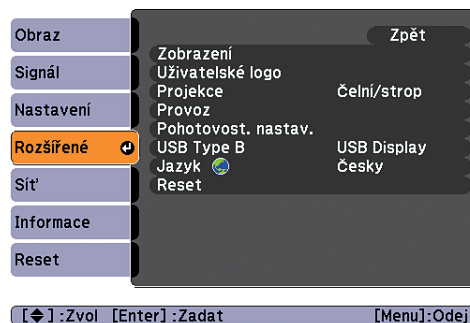 Obraz
Signál
Nastavení
Rozšířené
Síť
Informace
Reset
Zpět
Zobrazení
Uživatelské logo
Projekce Čelní/strop
Provoz
Pohotovost. nastav.
USB Type B USB Display
Jazyk Česky
Reset
[◆] :Zvol [Enter] :Zadat [Menu]:Odej